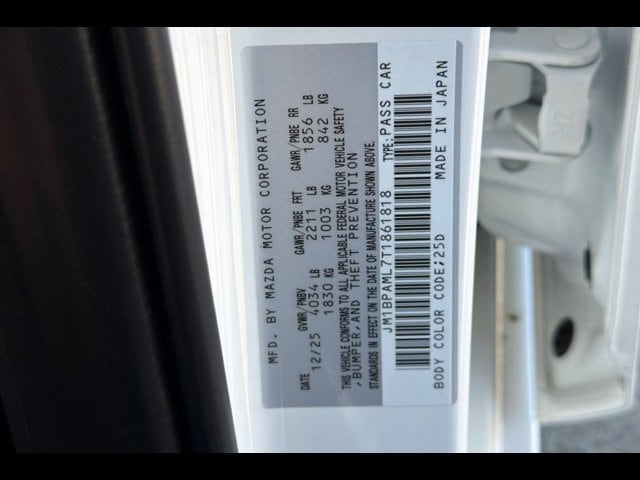 MFD. BY MAZDA MOTOR CORPORATION
DATE GVWR/PNBV GAWR/PNBE FRT GAWR/PNBE RR
12/25 4034 LB 2211 LB 1856 LB
1830 KG 1003 KG 842 KG
THIS VEHICLE CONFORMS TO ALL APPLICABLE FEDERAL MOTOR VEHICLE SAFETY
,BUMPER,AND THEFT PREVENTION
STANDARDS IN EFFECT ON THE DATE OF MANUFACTURE SHOWN ABOVE.
JM1BPAML7T1861818 TYPE:PASS CAR
BODY COLOR CODE;25D MADE IN JAPAN